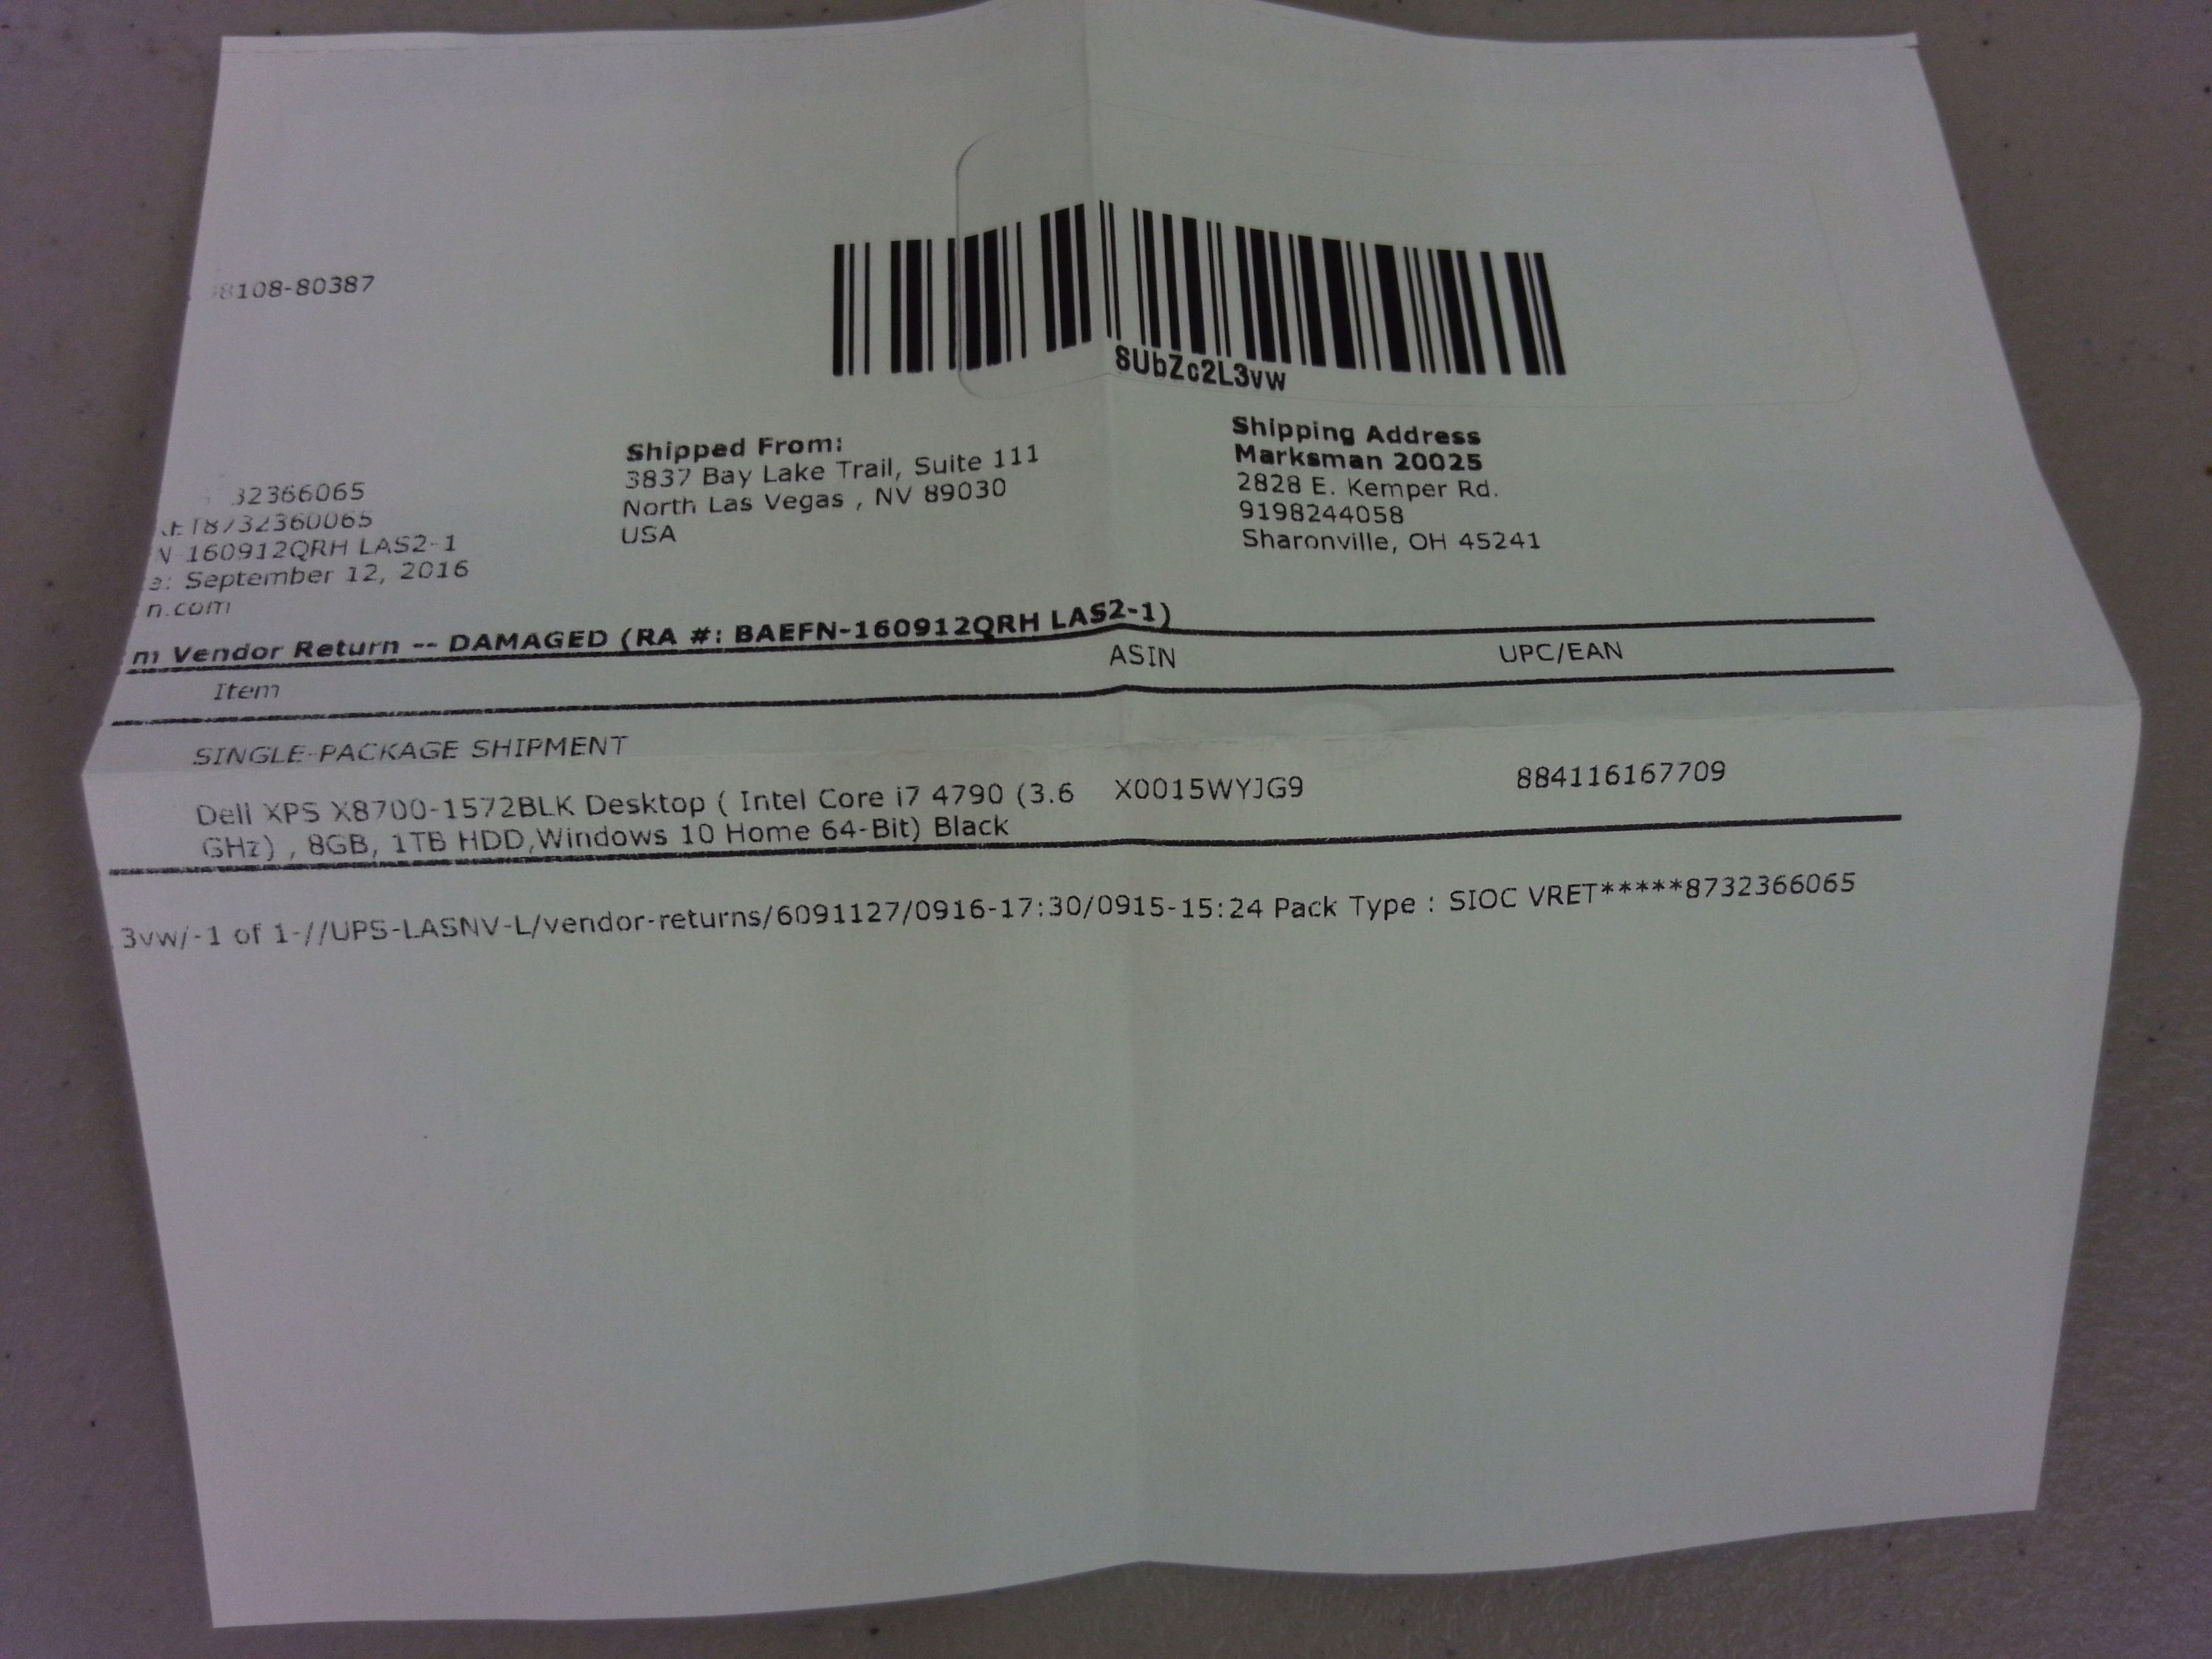 8108-80387
8UbZc2L3vw
Shipped From:
3837 Bay Lake Trail, Suite 111
North Las Vegas , NV 89030
USA
Shipping Address
Marksman 20025
2828 E. Kemper Rd.
9198244058
Sharonville, OH 45241
32366065
N-160912QRH LAS2-1
e: September 12, 2016
n.com
m Vendor Return -- DAMAGED (RA #: BAEFN-160912QRH LAS2-1)
Item ASIN UPC/EAN
SINGLE-PACKAGE SHIPMENT
Dell XPS X8700-1572BLK Desktop ( Intel Core i7 4790 (3.6 X0015WYJG9 884116167709
GHz) , 8GB, 1TB HDD,Windows 10 Home 64-Bit) Black
3vw/-1 of 1-//UPS-LASNV-L/vendor-returns/6091127/0916-17:30/0915-15:24 Pack Type : SIOC VRET*****8732366065